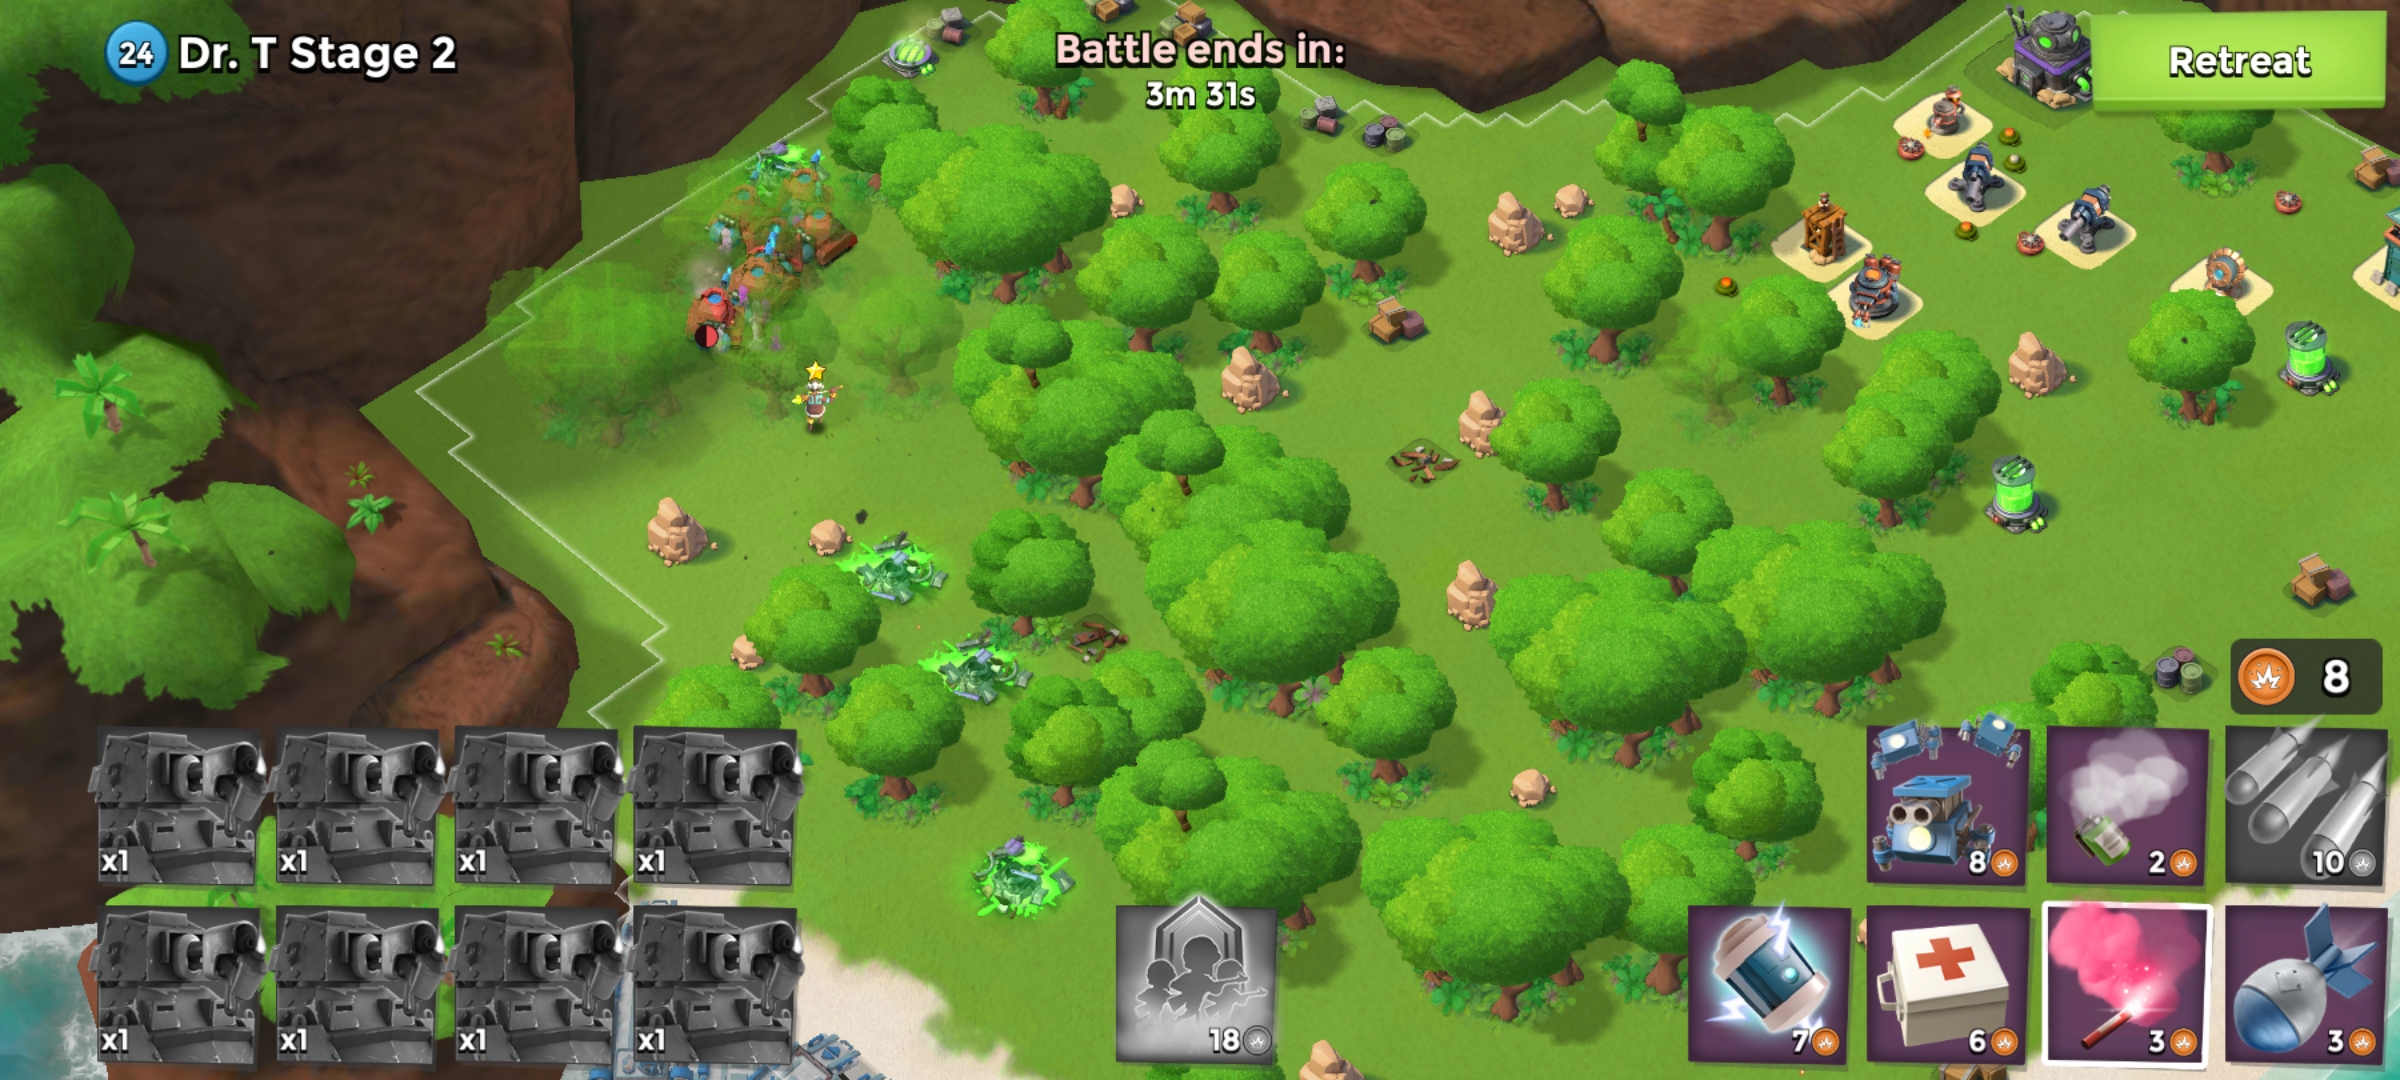 24 Dr. T Stage 2
Battle ends in:
3m 31s
Retreat
8
x1
x1
x1
x1
8
2
10
x1
x1
x1
x1
18
7
6
3
3